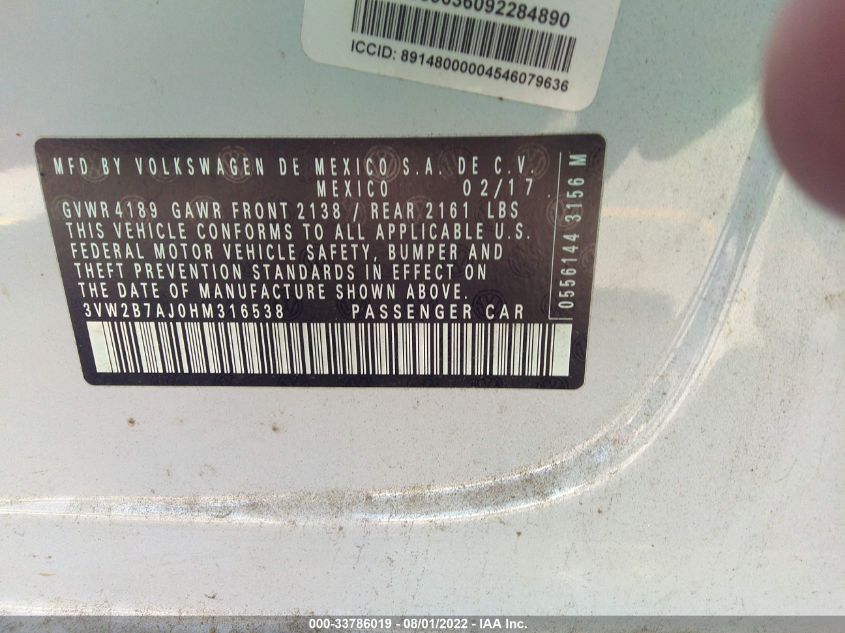 36092284890
ICCID: 89148000004546079636
MFD BY VOLKSWAGEN DE MEXICO S.A. DE C.V.
MEXICO 02/17
GVWR 4189 GAWR FRONT 2138 / REAR 2161 LBS
THIS VEHICLE CONFORMS TO ALL APPLICABLE U.S.
FEDERAL MOTOR VEHICLE SAFETY, BUMPER AND
THEFT PREVENTION STANDARDS IN EFFECT ON
THE DATE OF MANUFACTURE SHOWN ABOVE.
3VW2B7AJ0HM316538 PASSENGER CAR
0556144 3156 M
000-33786019 - 08/01/2022 - IAA Inc.